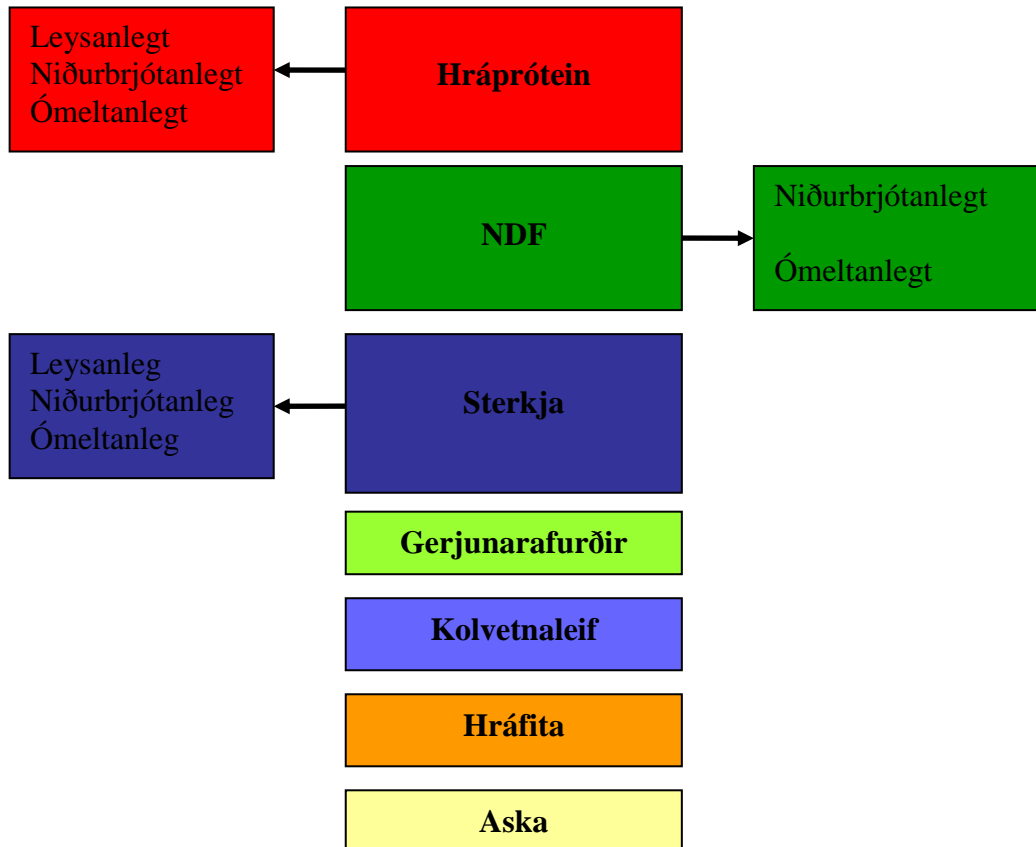 Leysanlegt
Niðurbrjótanlegt
Ómeltanlegt
Hráprótein
NDF
Niðurbrjótanlegt
Ómeltanlegt
Leysanleg
Niðurbrjótanleg
Ómeltanleg
Sterkja
Gerjunarafurðir
Kolvetnaleif
Hráfita
Aska